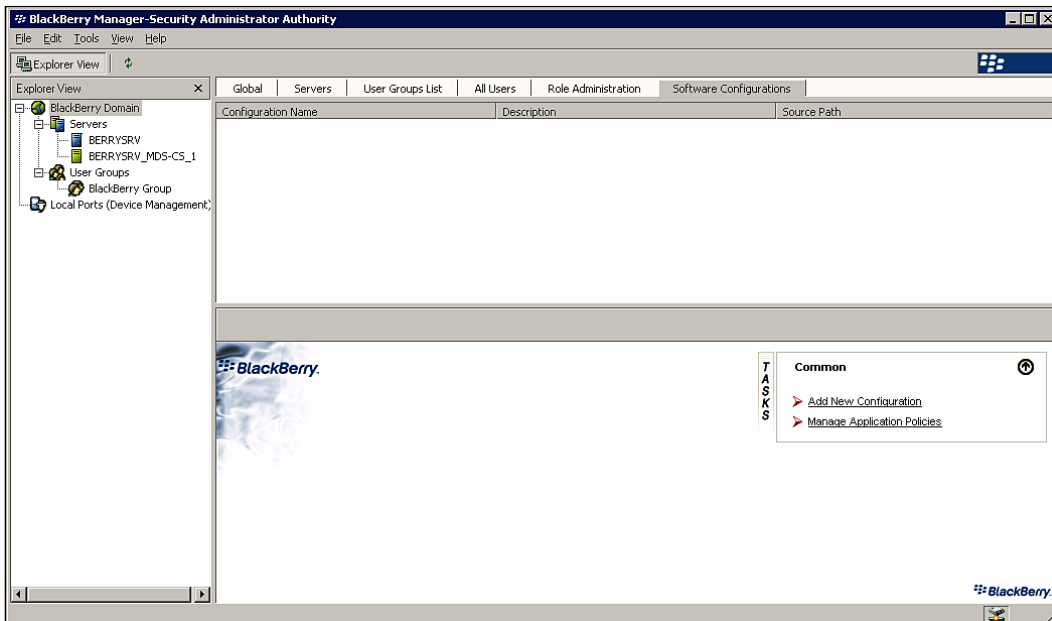 BlackBerry Manager-Security Administrator Authority
File Edit Tools View Help
Explorer View
Explorer View
BlackBerry Domain
Servers
BERRYSRV
BERRYSRV_MDS-CS_1
User Groups
BlackBerry Group
Local Ports (Device Management)
Global Servers User Groups List All Users Role Administration Software Configurations
Configuration Name Description Source Path
BlackBerry.
TASKS
Common
Add New Configuration
Manage Application Policies
BlackBerry.